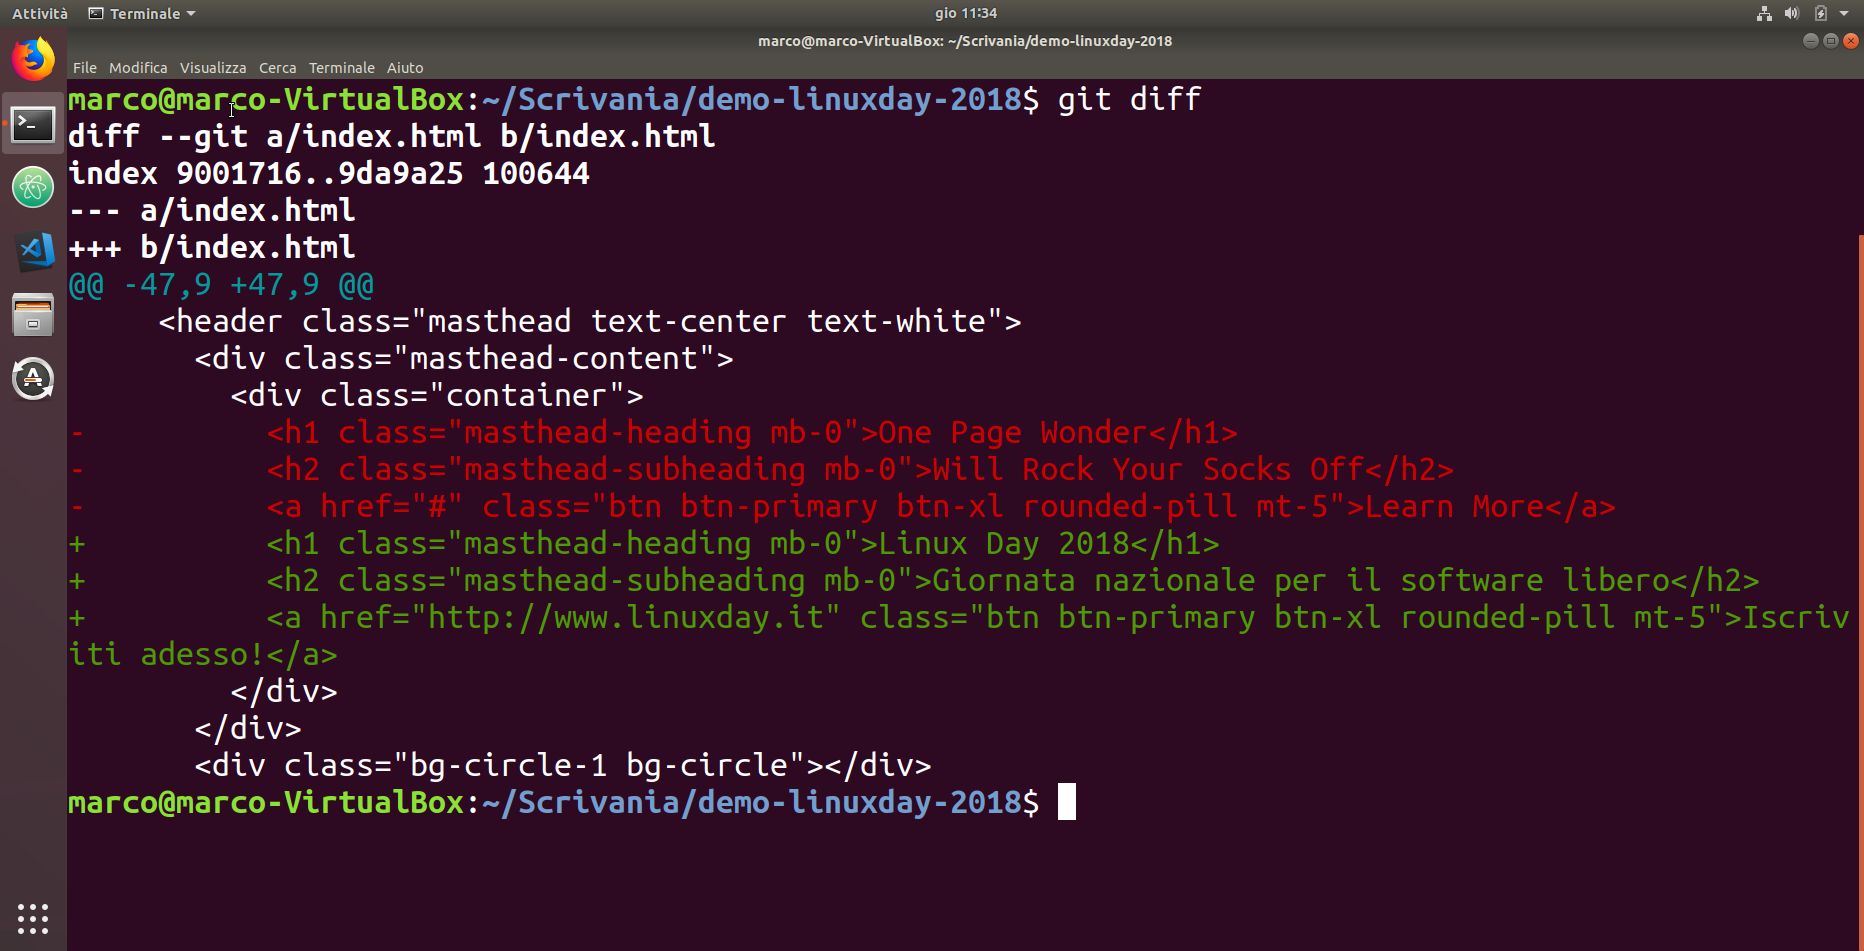 Attività Terminale gio 11:34
marco@marco-VirtualBox: ~/Scrivania/demo-linuxday-2018
File Modifica Visualizza Cerca Terminale Aiuto
marco@marco-VirtualBox:~/Scrivania/demo-linuxday-2018$ git diff
diff --git a/index.html b/index.html
index 9001716..9da9a25 100644
--- a/index.html
+++ b/index.html
@@ -47,9 +47,9 @@
     <header class="masthead text-center text-white">
       <div class="masthead-content">
         <div class="container">
-          <h1 class="masthead-heading mb-0">One Page Wonder</h1>
-          <h2 class="masthead-subheading mb-0">Will Rock Your Socks Off</h2>
-          <a href="#" class="btn btn-primary btn-xl rounded-pill mt-5">Learn More</a>
+          <h1 class="masthead-heading mb-0">Linux Day 2018</h1>
+          <h2 class="masthead-subheading mb-0">Giornata nazionale per il software libero</h2>
+          <a href="http://www.linuxday.it" class="btn btn-primary btn-xl rounded-pill mt-5">Iscriv
iti adesso!</a>
         </div>
       </div>
       <div class="bg-circle-1 bg-circle"></div>
marco@marco-VirtualBox:~/Scrivania/demo-linuxday-2018$